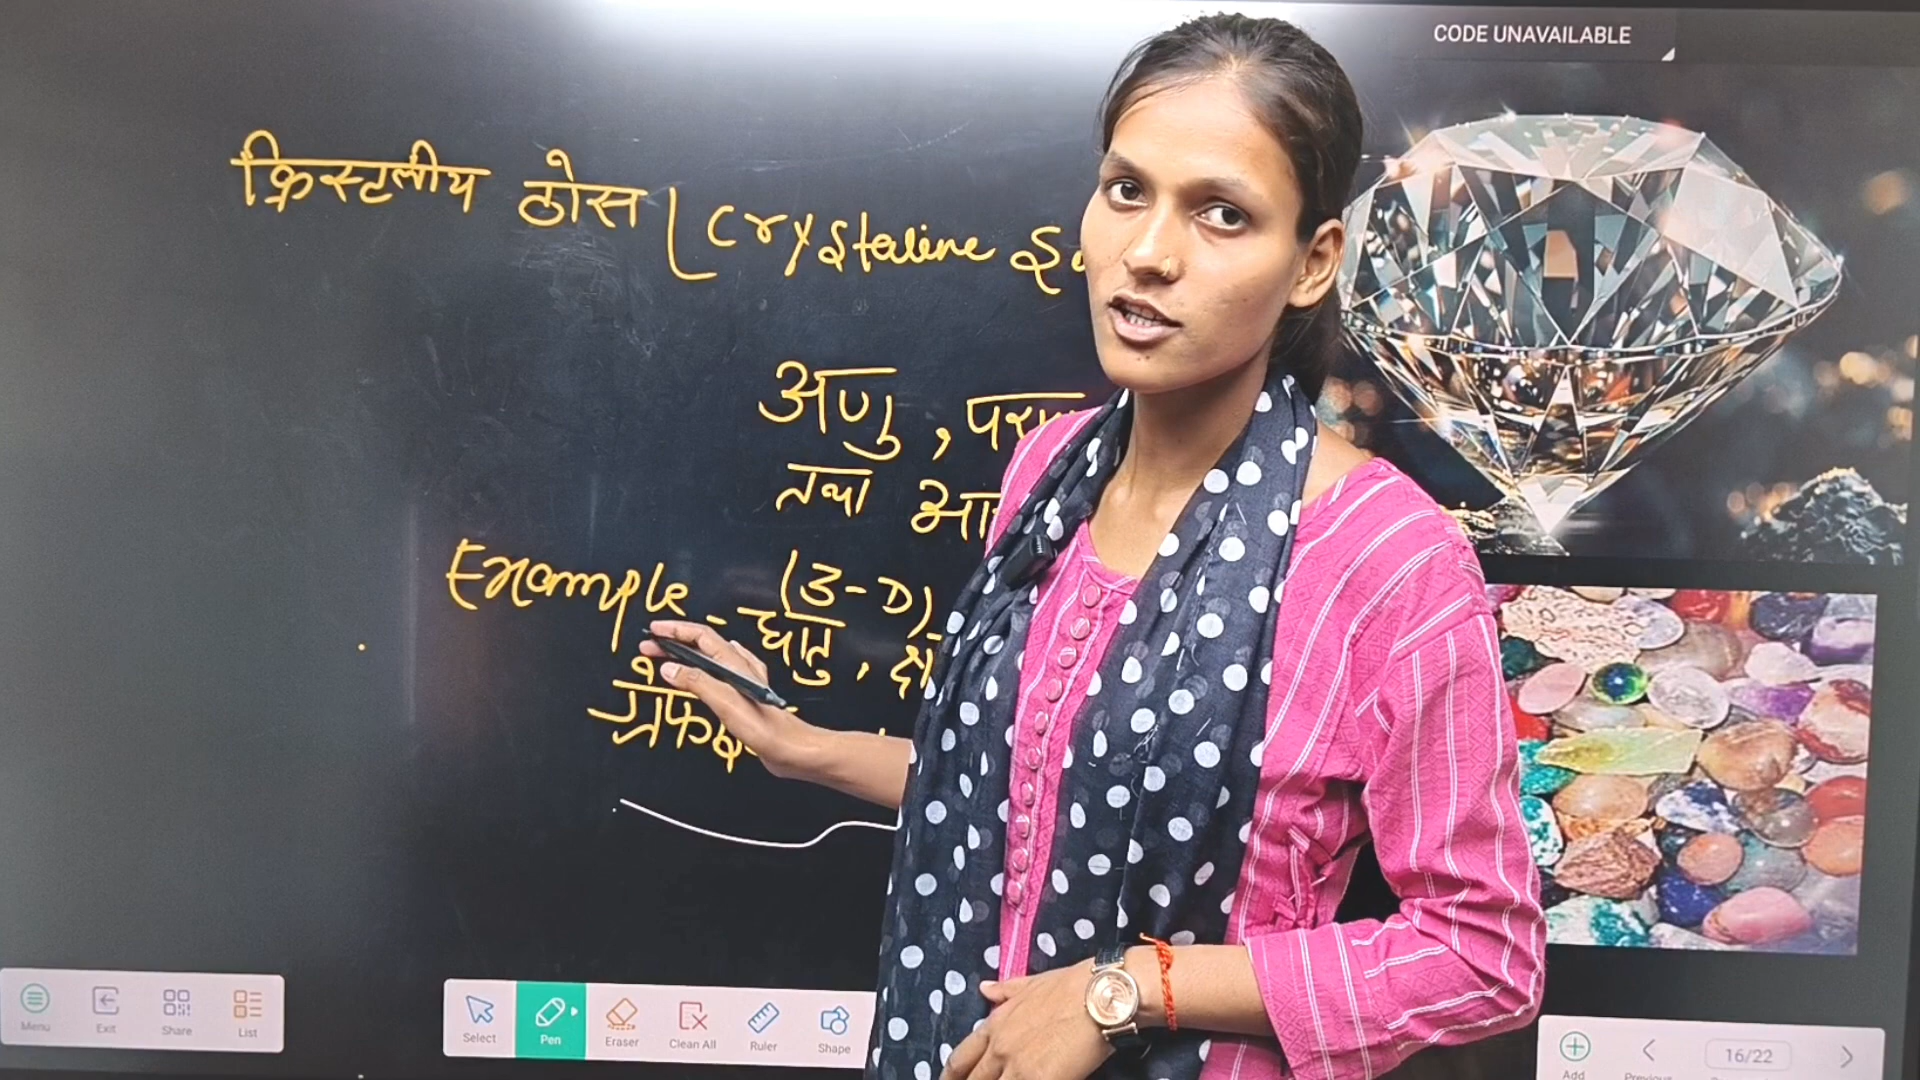 CODE UNAVAILABLE
क्रिस्टलीय ठोस (Crystaline
अणु,
तथा
Example - (3-D)
धातु,
Menu Exit Share List
Select Pen Eraser Clean All Ruler Shape
Add Previous 16/22